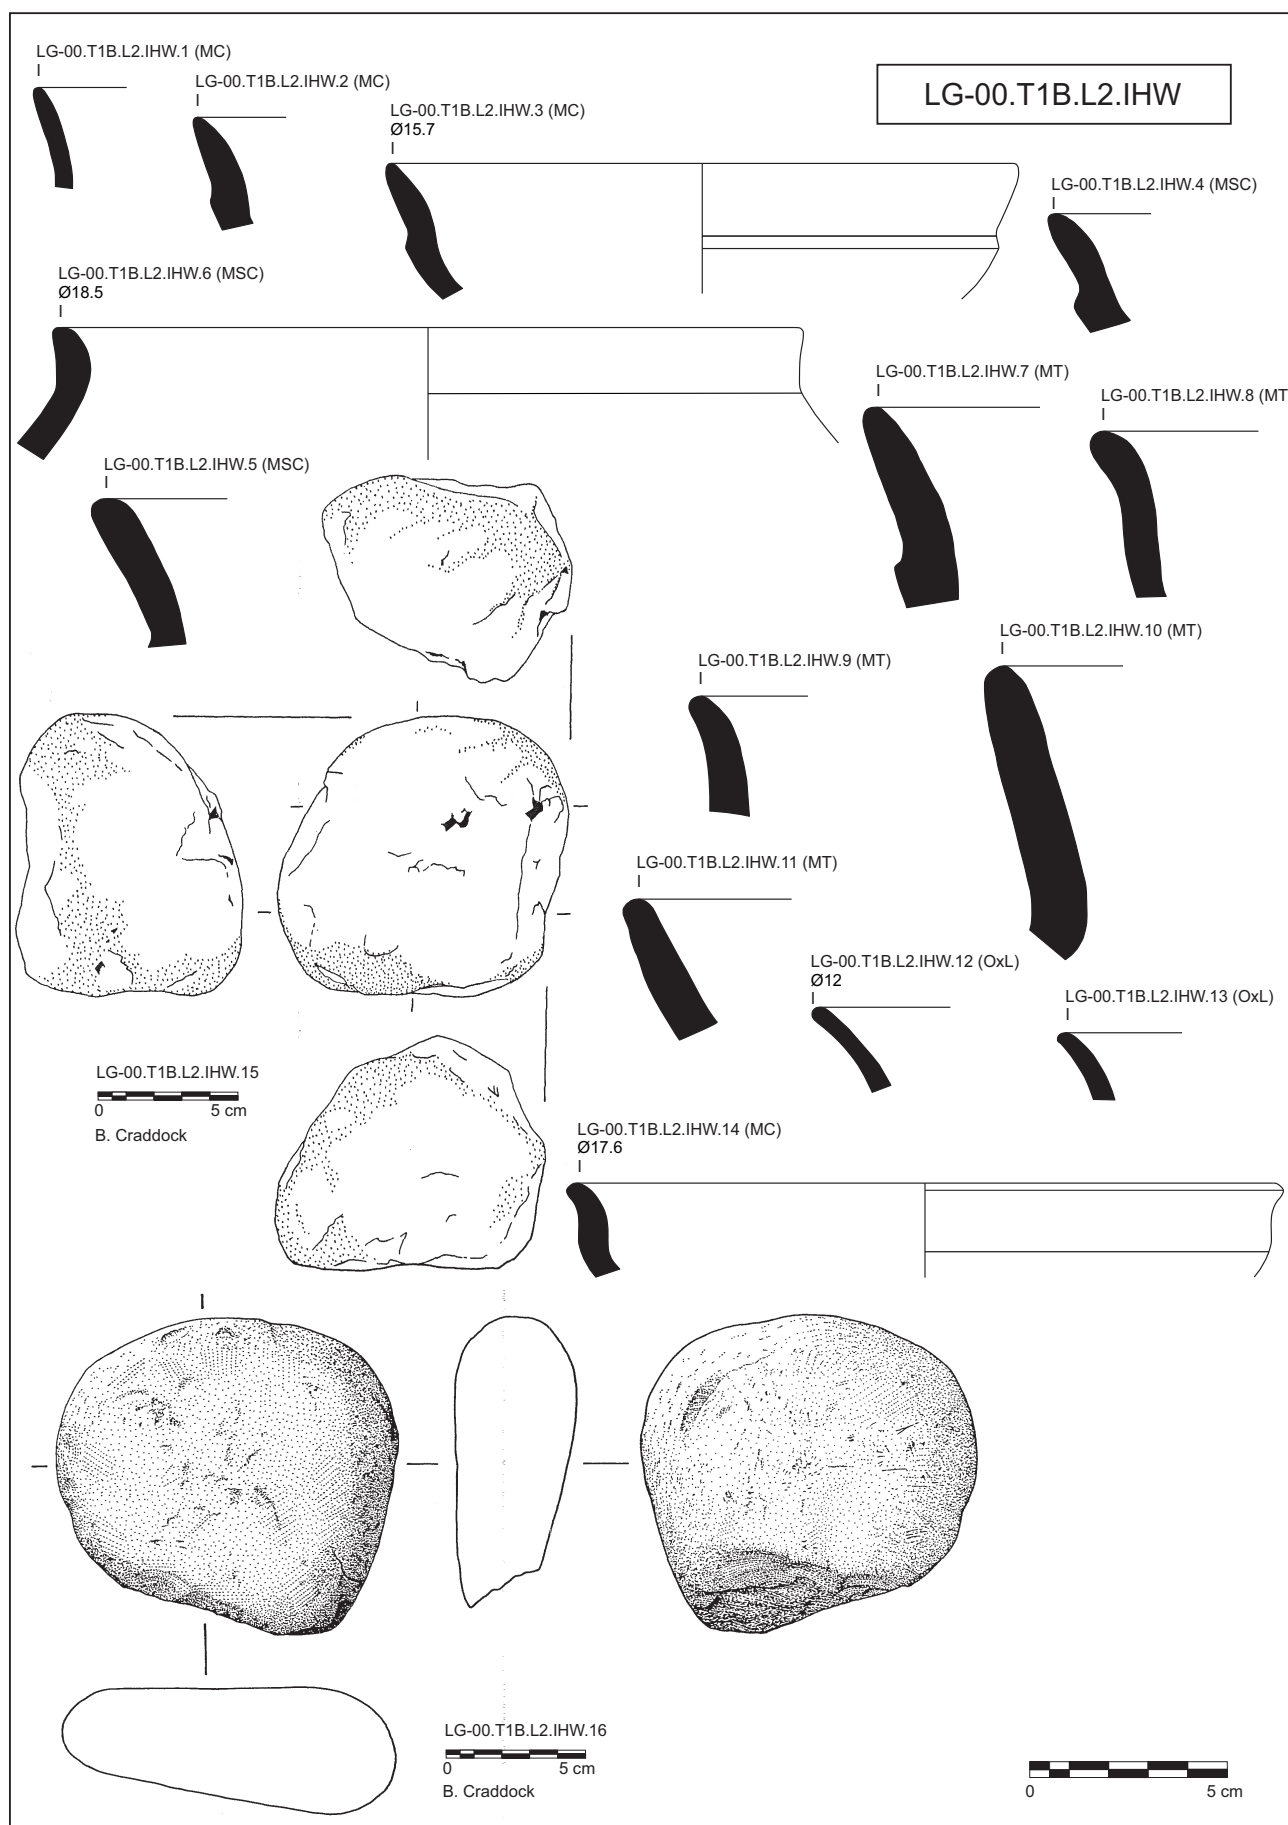 LG-00.T1B.L2.IHW.1 (MC)
LG-00.T1B.L2.IHW.2 (MC)
LG-00.T1B.L2.IHW
LG-00.T1B.L2.IHW.3 (MC)
Ø15.7
LG-00.T1B.L2.IHW.4 (MSC)
LG-00.T1B.L2.IHW.6 (MSC)
Ø18.5
LG-00.T1B.L2.IHW.7 (MT)
LG-00.T1B.L2.IHW.8 (MT
LG-00.T1B.L2.IHW.5 (MSC)
LG-00.T1B.L2.IHW.10 (MT)
LG-00.T1B.L2.IHW.9 (MT)
LG-00.T1B.L2.IHW.11 (MT)
LG-00.T1B.L2.IHW.12 (OxL)
Ø12
LG-00.T1B.L2.IHW.13 (OxL)
LG-00.T1B.L2.IHW.15
0 5 cm
B. Craddock
LG-00.T1B.L2.IHW.14 (MC)
Ø17.6
LG-00.T1B.L2.IHW.16
0 5 cm
B. Craddock
0 5 cm